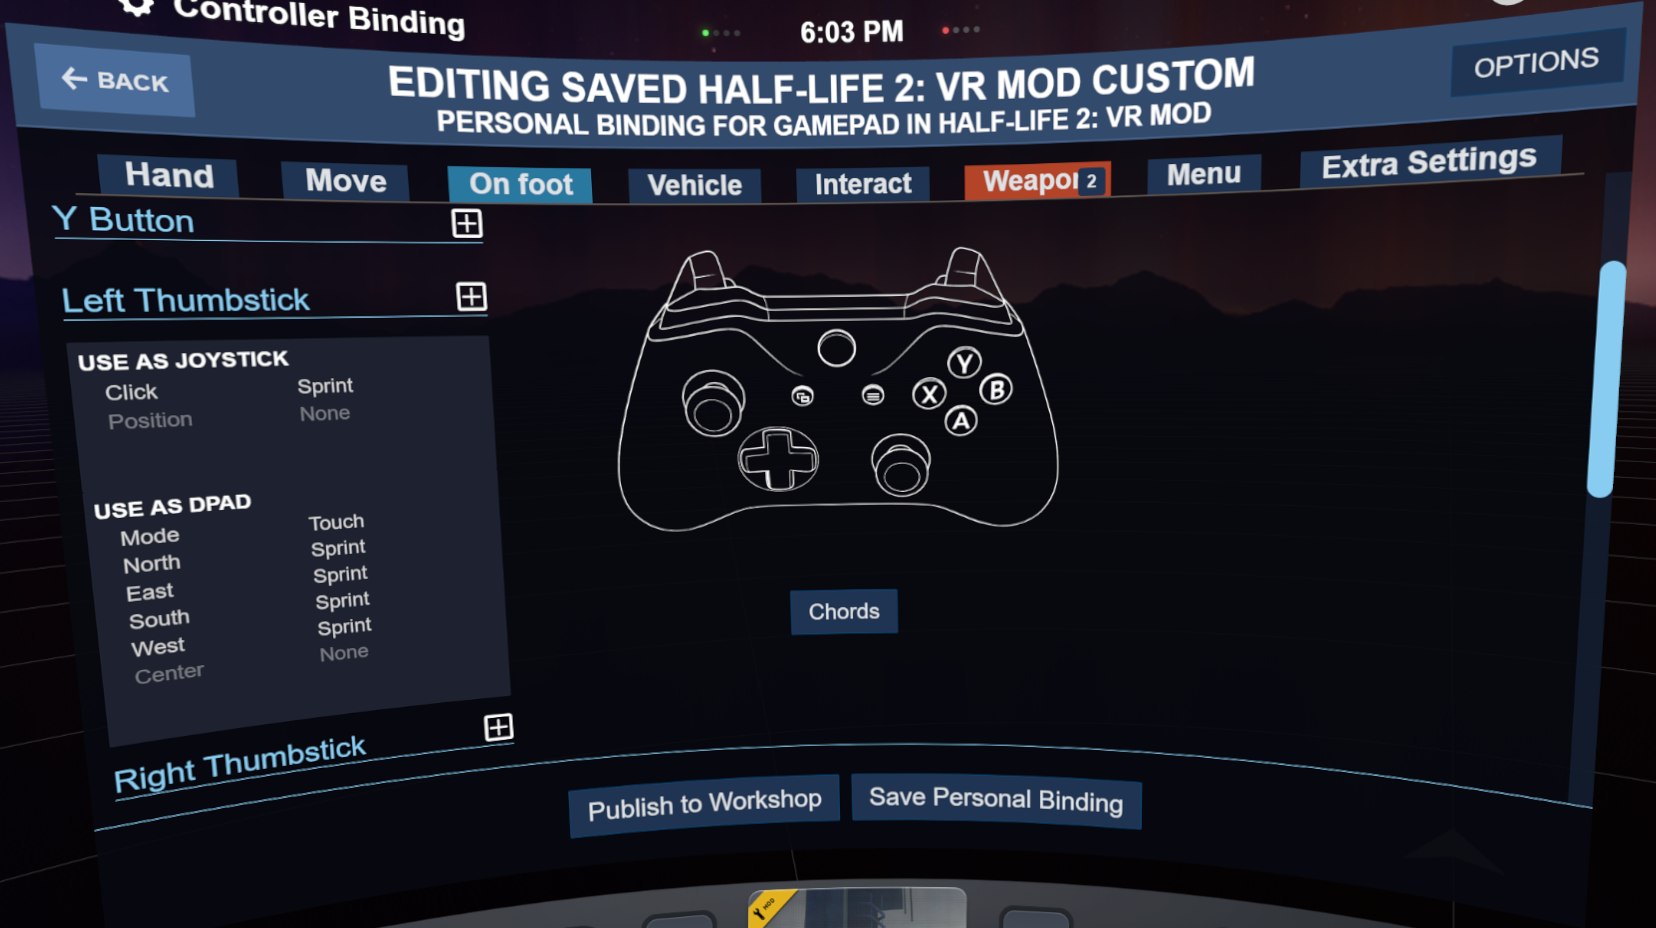 Controller Binding
6:03 PM
← BACK
EDITING SAVED HALF-LIFE 2: VR MOD CUSTOM
PERSONAL BINDING FOR GAMEPAD IN HALF-LIFE 2: VR MOD
OPTIONS
Hand
Move
On foot
Vehicle
Interact
Weapon 2
Menu
Extra Settings
Y Button
Left Thumbstick
USE AS JOYSTICK
Click Sprint
Position None
USE AS DPAD
Mode Touch
North Sprint
East Sprint
South Sprint
West Sprint
Center None
Right Thumbstick
Y
X
B
A
Chords
Publish to Workshop
Save Personal Binding
MOD